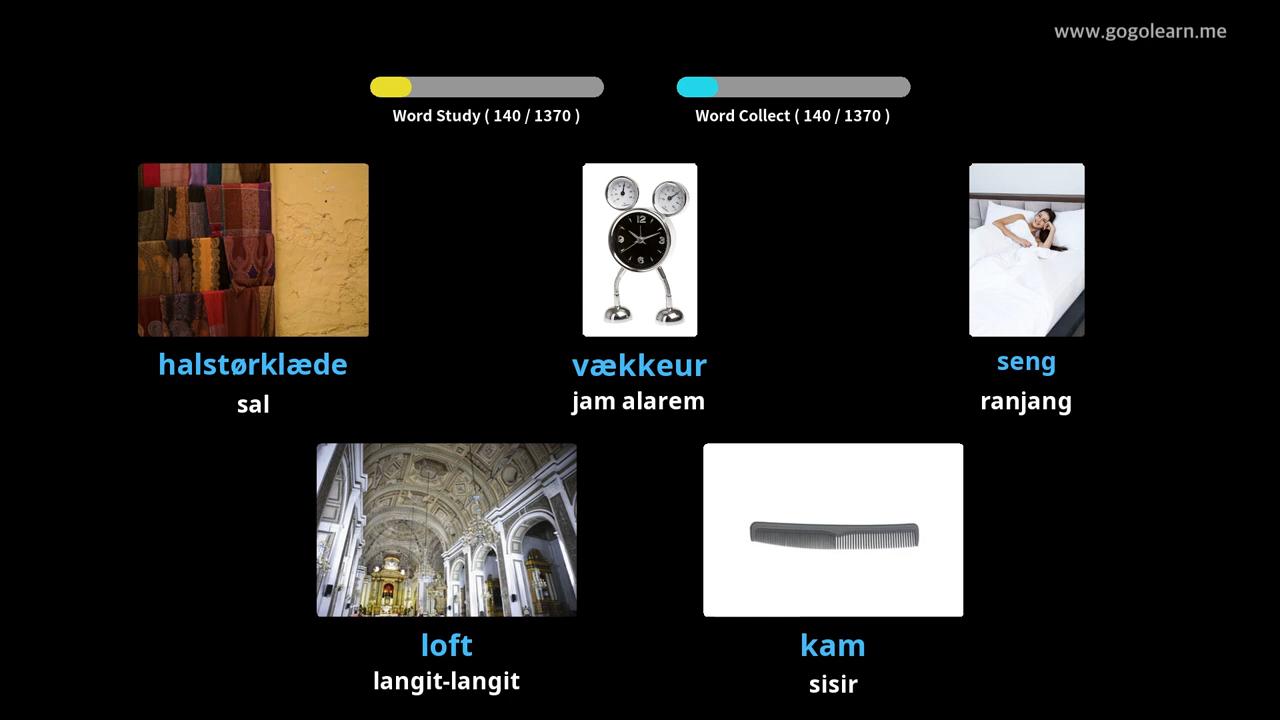 www.gogolearn.me
Word Study ( 140 / 1370 )
Word Collect ( 140 / 1370 )
halstørklæde
sal
vækkeur
jam alarem
seng
ranjang
loft
langit-langit
kam
sisir